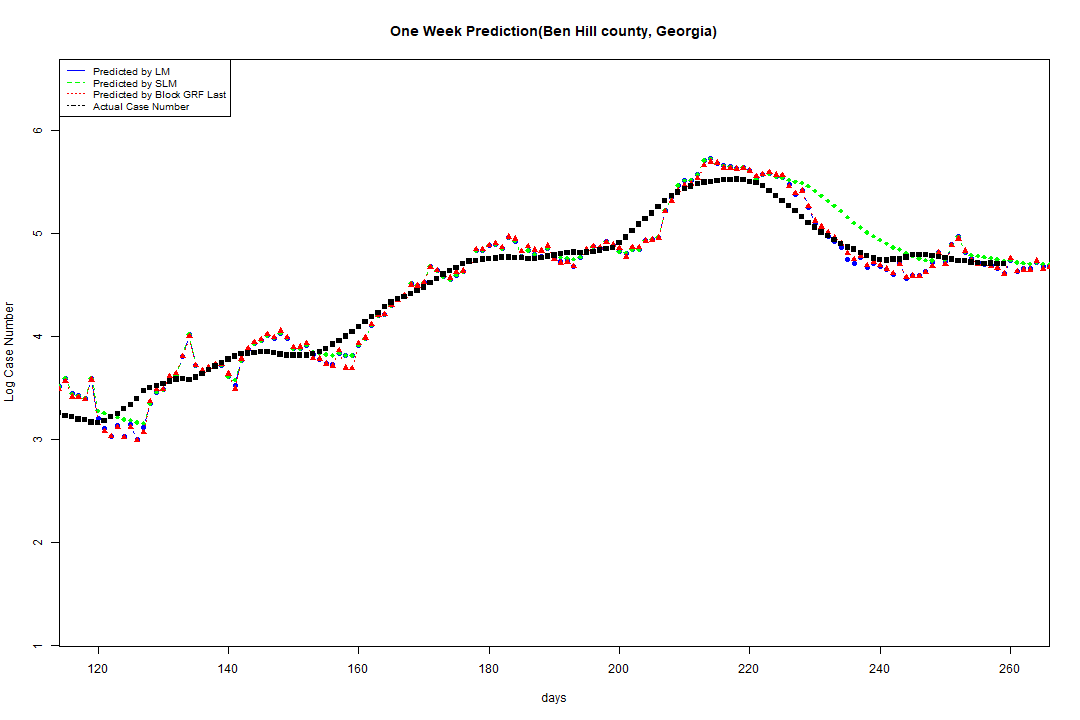 One Week Prediction(Ben Hill county, Georgia)
Predicted by LM
Predicted by SLM
Predicted by Block GRF Last
Actual Case Number
6
5
4
3
2
1
Log Case Number
120 140 160 180 200 220 240 260
days